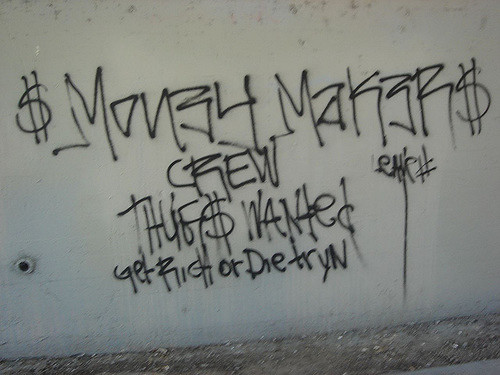 $ MoNEy MaKER $
CREW
THUG$ WANTed
Get Rich or Die tryN